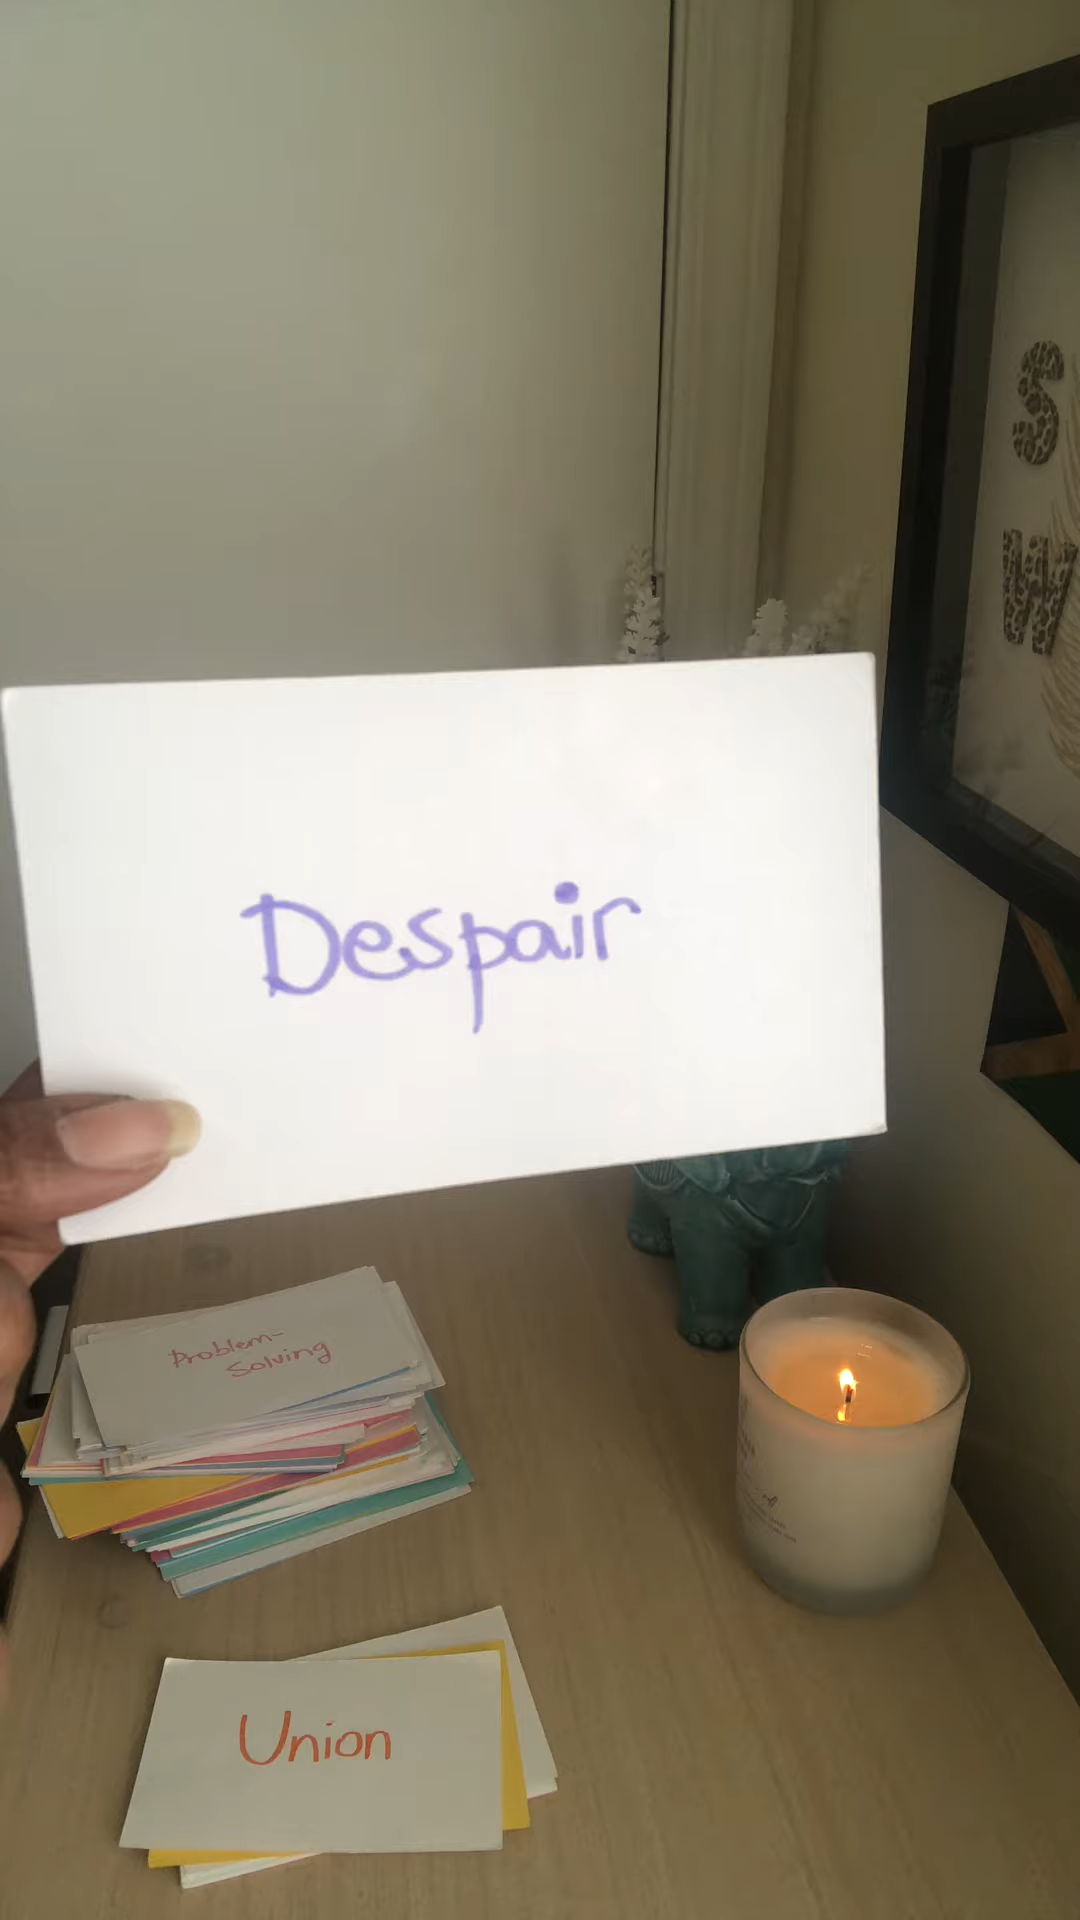 S
W
Despair
Problem-
Solving
Union